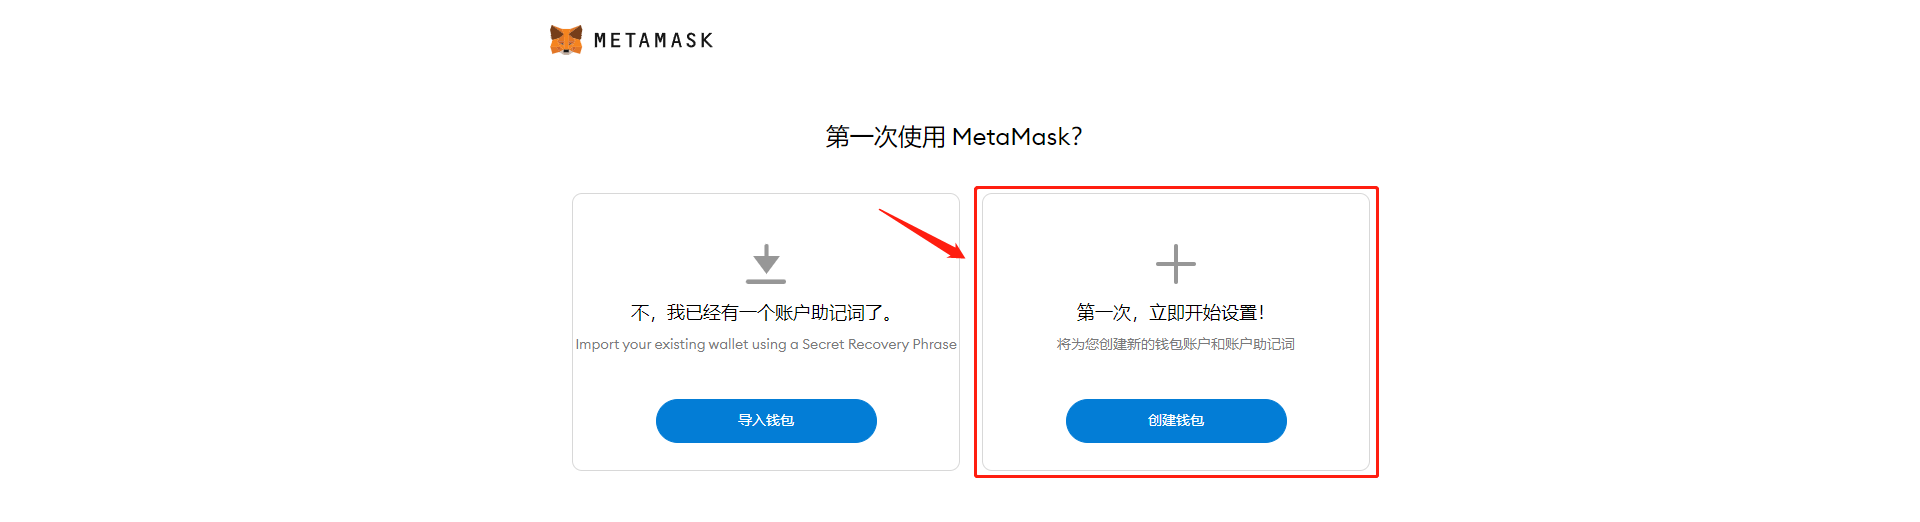 METAMASK
第一次使用 MetaMask？
不，我已经有一个账户助记词了。
Import your existing wallet using a Secret Recovery Phrase
导入钱包
第一次，立即开始设置！
将为您创建新的钱包账户和账户助记词
创建钱包